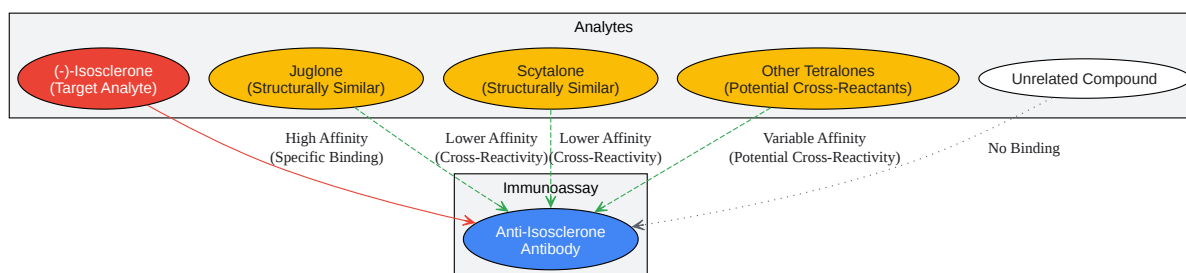 Analytes
(-)-Isosclerone
(Target Analyte)
Juglone
(Structurally Similar)
Scytalone
(Structurally Similar)
Other Tetralones
(Potential Cross-Reactants)
Unrelated Compound
High Affinity
(Specific Binding)
Lower Affinity
(Cross-Reactivity)
Lower Affinity
(Cross-Reactivity)
Variable Affinity
(Potential Cross-Reactivity)
No Binding
Immunoassay
Anti-Isosclerone
Antibody